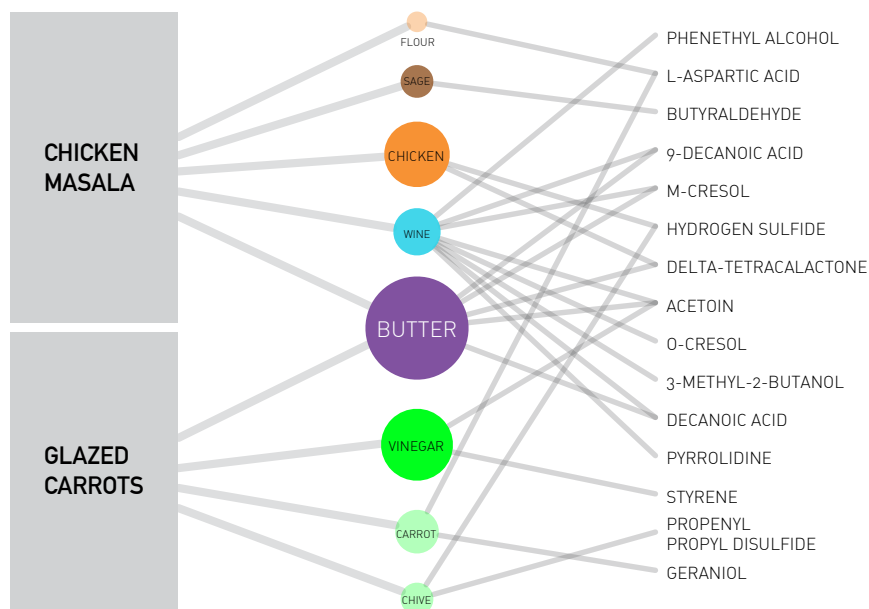 CHICKEN
MASALA
GLAZED
CARROTS
FLOUR
SAGE
CHICKEN
WINE
BUTTER
VINEGAR
CARROT
CHIVE
PHENETHYL ALCOHOL
L-ASPARTIC ACID
BUTYRALDEHYDE
9-DECANOIC ACID
M-CRESOL
HYDROGEN SULFIDE
DELTA-TETRACALACTONE
ACETOIN
O-CRESOL
3-METHYL-2-BUTANOL
DECANOIC ACID
PYRROLIDINE
STYRENE
PROPENYL
PROPYL DISULFIDE
GERANIOL